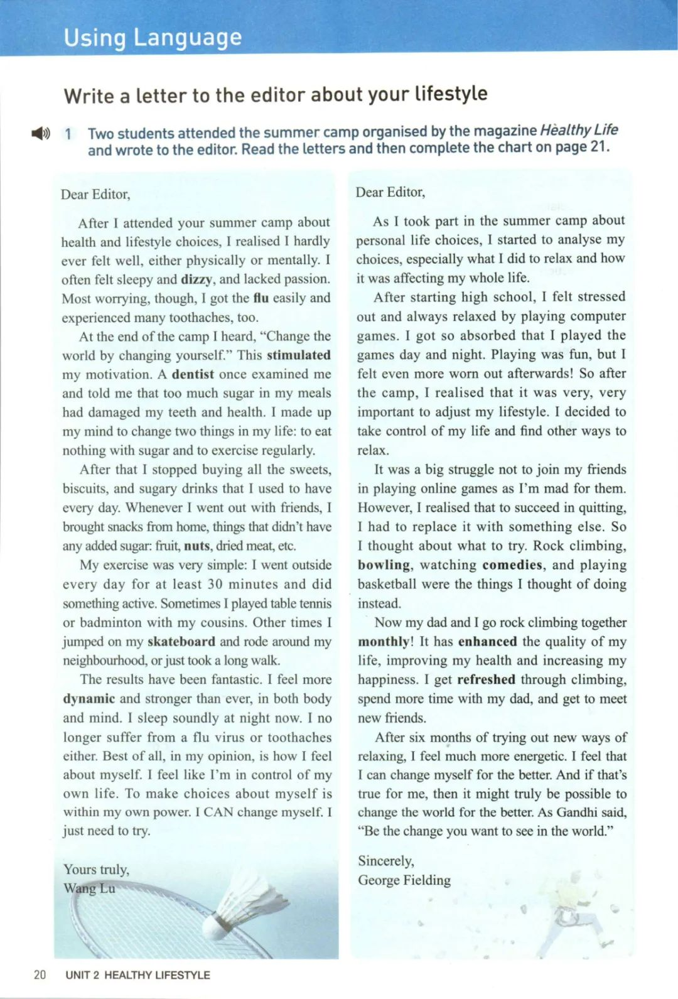 Using Language
Write a letter to the editor about your lifestyle
1 Two students attended the summer camp organised by the magazine Healthy Life
and wrote to the editor. Read the letters and then complete the chart on page 21.
Dear Editor,
After I attended your summer camp about
health and lifestyle choices, I realised I hardly
ever felt well, either physically or mentally. I
often felt sleepy and dizzy, and lacked passion.
Most worrying, though, I got the flu easily and
experienced many toothaches, too.
At the end of the camp I heard, “Change the
world by changing yourself.” This stimulated
my motivation. A dentist once examined me
and told me that too much sugar in my meals
had damaged my teeth and health. I made up
my mind to change two things in my life: to eat
nothing with sugar and to exercise regularly.
After that I stopped buying all the sweets,
biscuits, and sugary drinks that I used to have
every day. Whenever I went out with friends, I
brought snacks from home, things that didn’t have
any added sugar: fruit, nuts, dried meat, etc.
My exercise was very simple: I went outside
every day for at least 30 minutes and did
something active. Sometimes I played table tennis
or badminton with my cousins. Other times I
jumped on my skateboard and rode around my
neighbourhood, or just took a long walk.
The results have been fantastic. I feel more
dynamic and stronger than ever, in both body
and mind. I sleep soundly at night now. I no
longer suffer from a flu virus or toothaches
either. Best of all, in my opinion, is how I feel
about myself. I feel like I’m in control of my
own life. To make choices about myself is
within my own power. I CAN change myself. I
just need to try.
Yours truly,
Wang Lu
Dear Editor,
As I took part in the summer camp about
personal life choices, I started to analyse my
choices, especially what I did to relax and how
it was affecting my whole life.
After starting high school, I felt stressed
out and always relaxed by playing computer
games. I got so absorbed that I played the
games day and night. Playing was fun, but I
felt even more worn out afterwards! So after
the camp, I realised that it was very, very
important to adjust my lifestyle. I decided to
take control of my life and find other ways to
relax.
It was a big struggle not to join my friends
in playing online games as I’m mad for them.
However, I realised that to succeed in quitting,
I had to replace it with something else. So
I thought about what to try. Rock climbing,
bowling, watching comedies, and playing
basketball were the things I thought of doing
instead.
Now my dad and I go rock climbing together
monthly! It has enhanced the quality of my
life, improving my health and increasing my
happiness. I get refreshed through climbing,
spend more time with my dad, and get to meet
new friends.
After six months of trying out new ways of
relaxing, I feel much more energetic. I feel that
I can change myself for the better. And if that’s
true for me, then it might truly be possible to
change the world for the better. As Gandhi said,
“Be the change you want to see in the world.”
Sincerely,
George Fielding
20 UNIT 2 HEALTHY LIFESTYLE